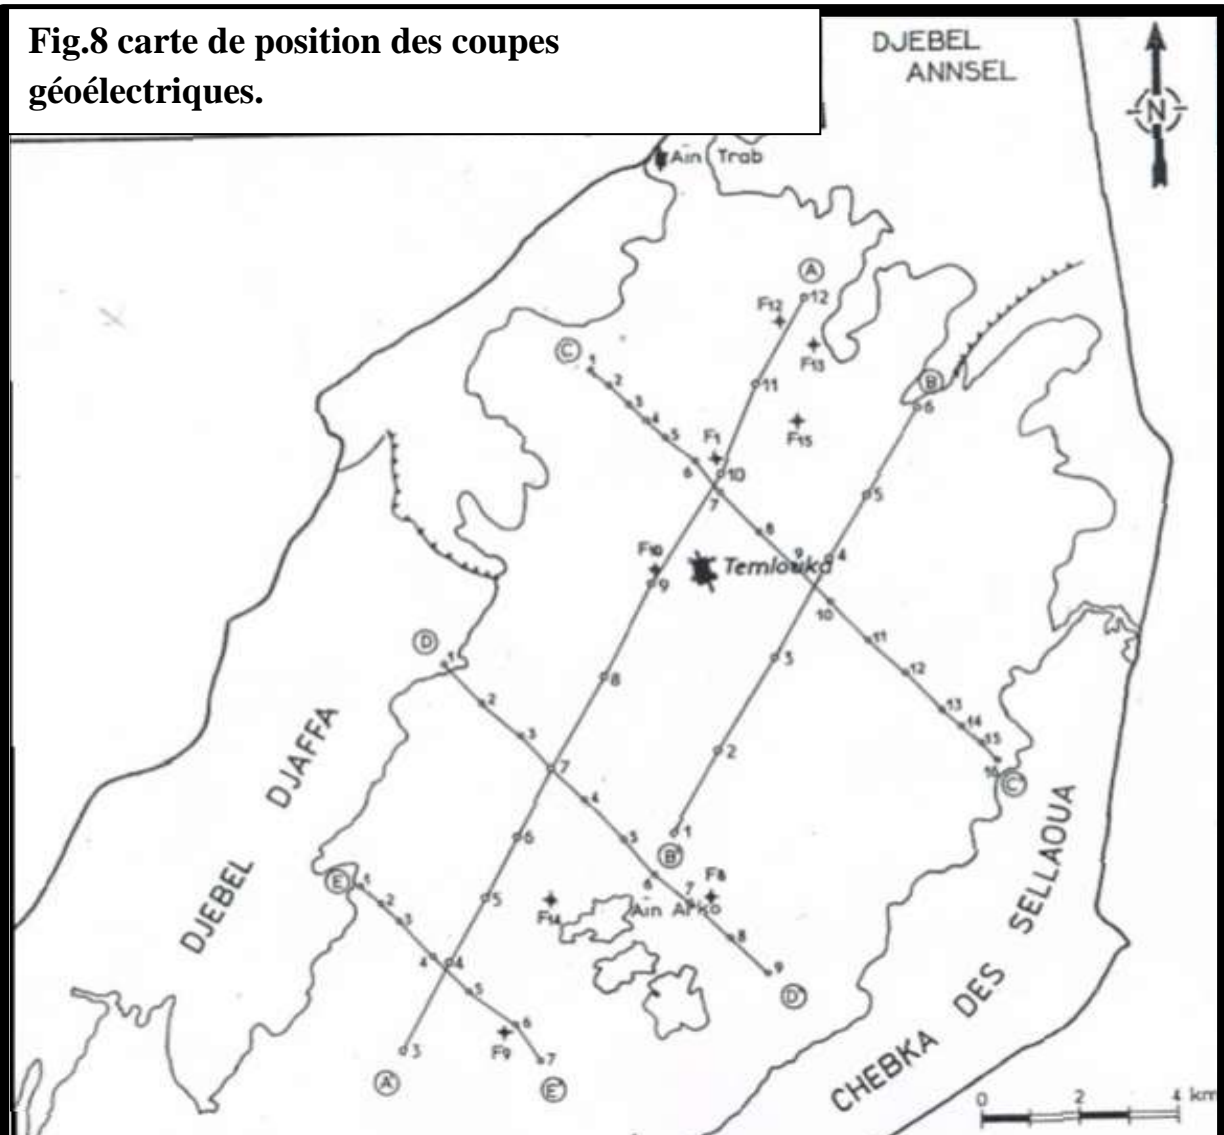 Fig.8 carte de position des coupes
géoélectriques.
DJEBEL
ANNSEL
N
Aïn Trab
A
12
F12
F13
C
1
2
3
4
5
11
B
6
F15
F1
6
10
7
5
8
F10
9
Temlouka
9
4
10
11
D
1
3
8
12
2
13
14
15
16
C'
3
2
7
4
DJEBEL DJAFFA
6
5
1
B'
E
1
2
3
5
6
7
F8
F14
Aïn Arko
8
9
D'
4
4
5
6
F9
7
E'
3
A'
CHEBKA DES SELLAOUA
0 2 4 km